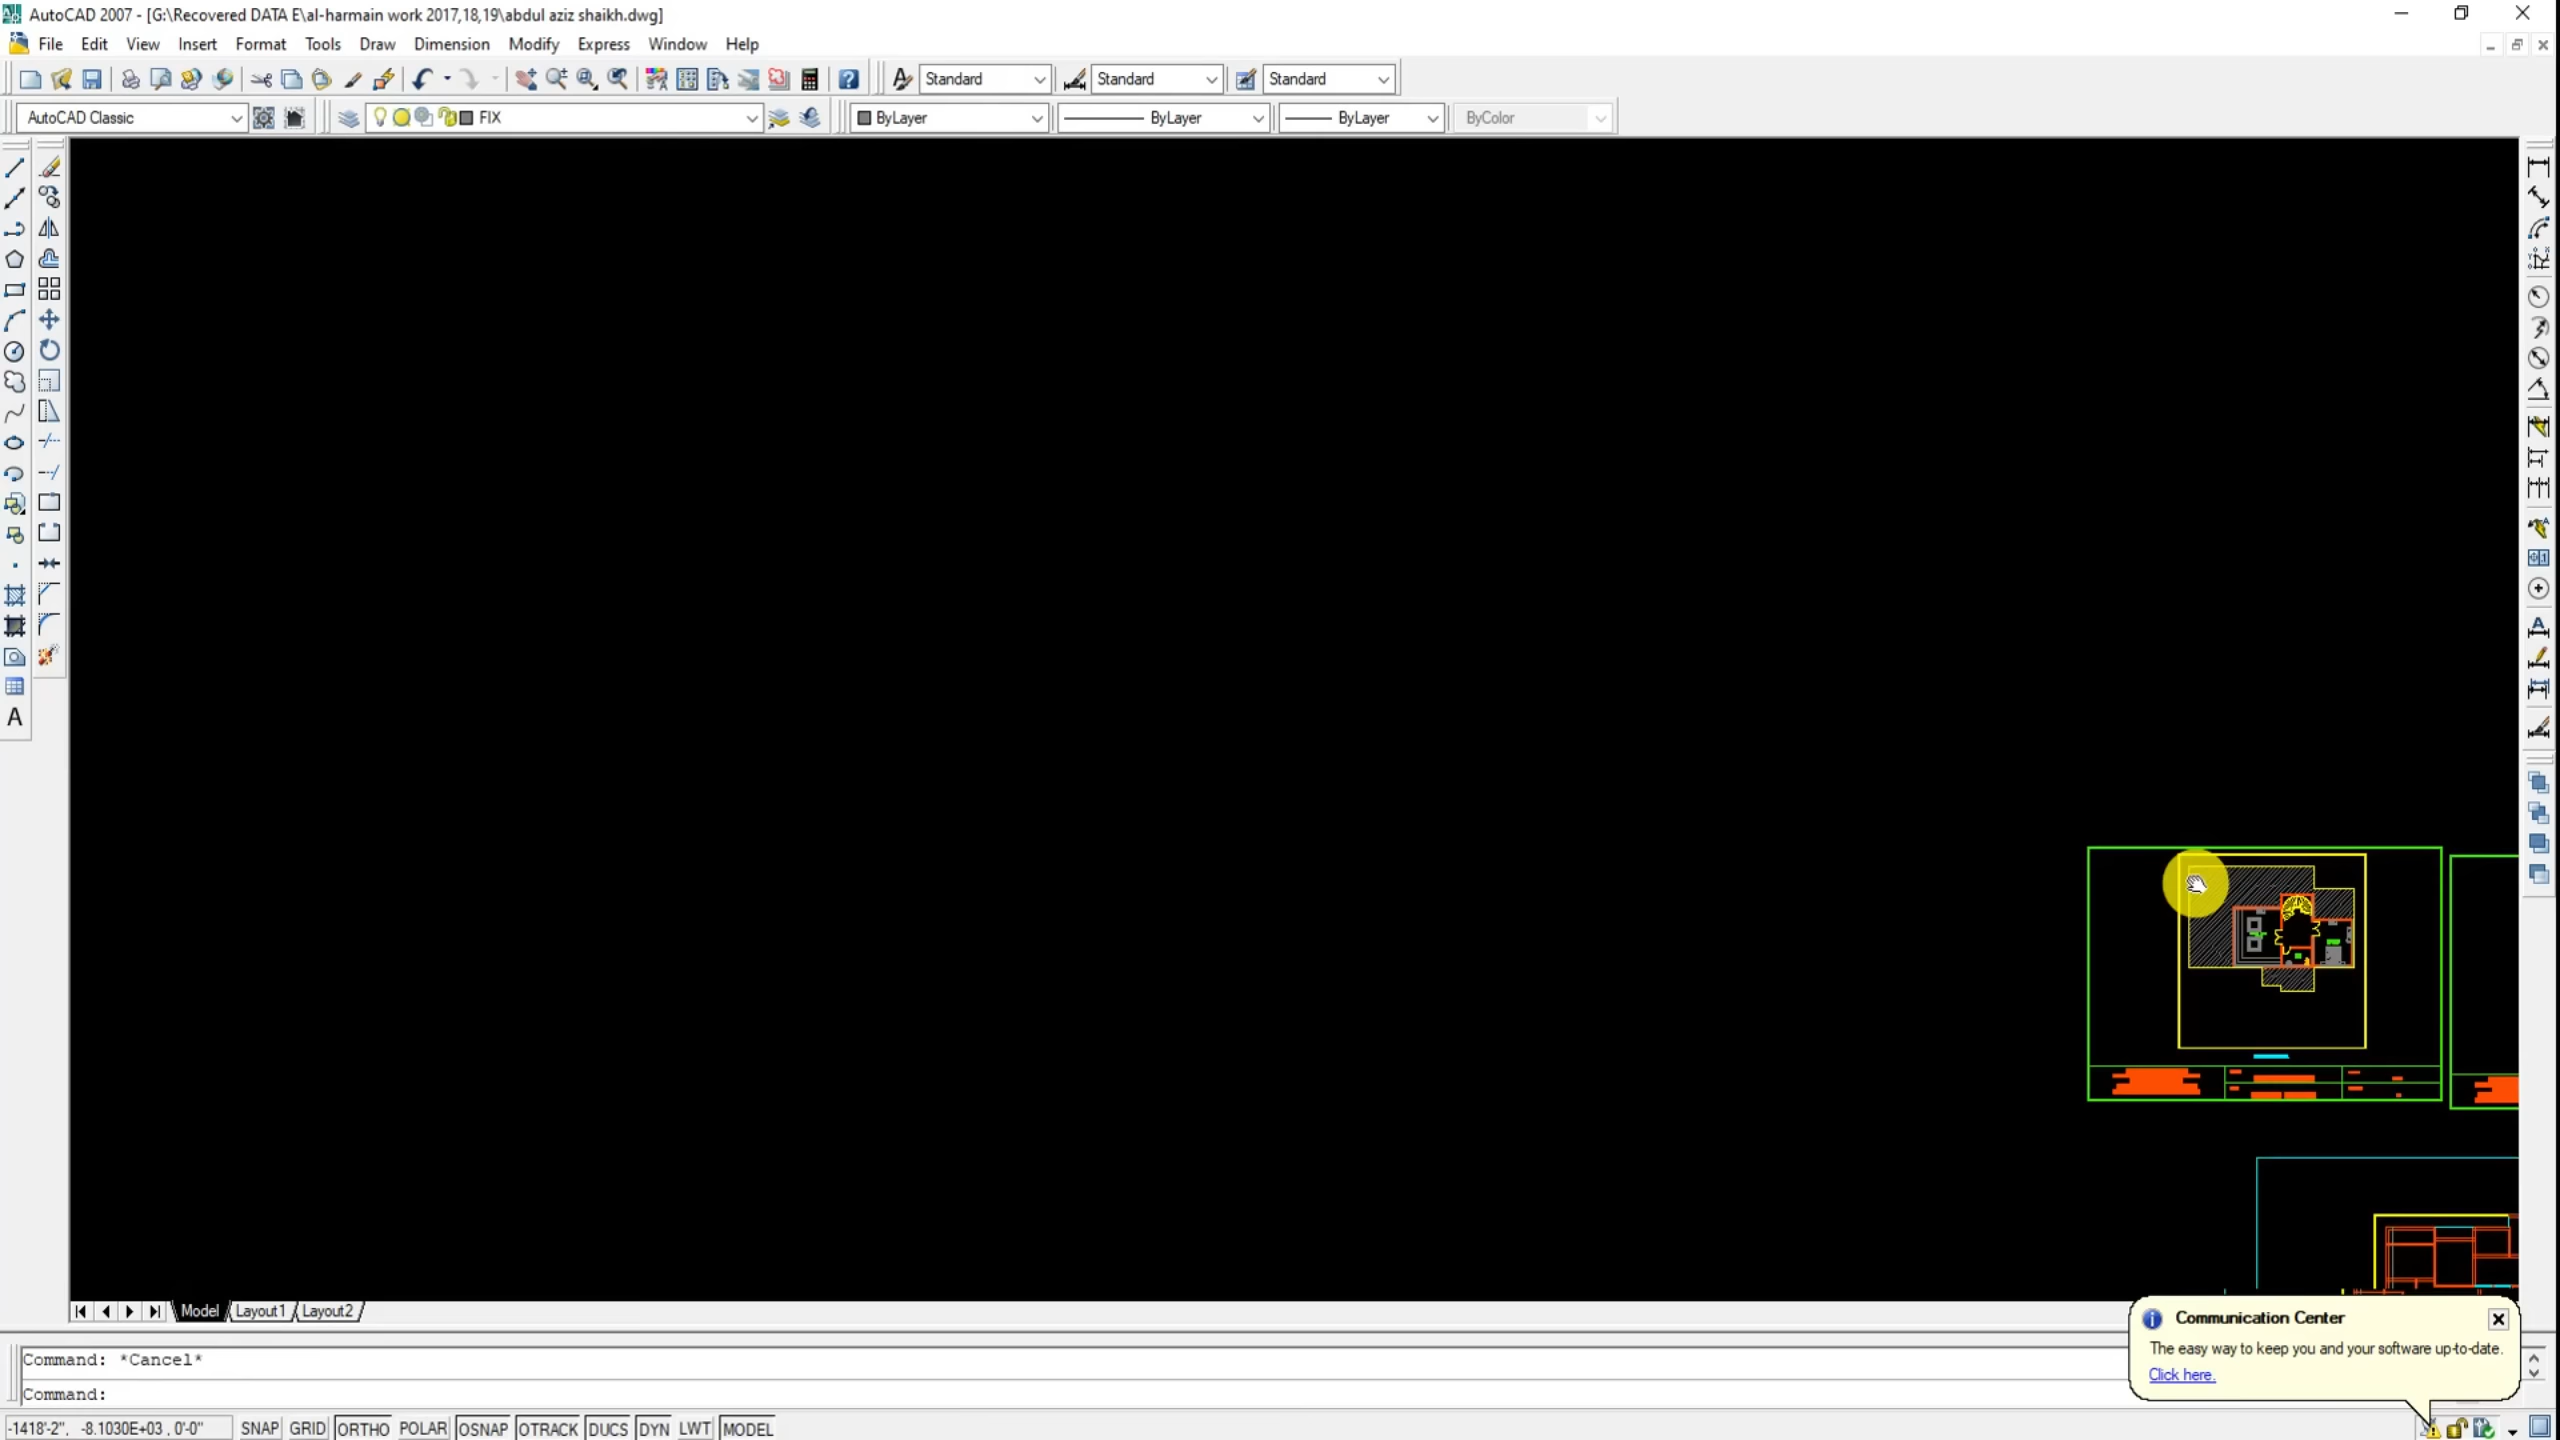 AutoCAD 2007 - [G:\Recovered DATA E\al-harmain work 2017,18,19\abdul aziz shaikh.dwg]
File Edit View Insert Format Tools Draw Dimension Modify Express Window Help
Standard Standard Standard
AutoCAD Classic FIX ByLayer ByLayer ByLayer ByColor
A
Model Layout1 Layout2
Communication Center
The easy way to keep you and your software up-to-date.
Click here.
Command: *Cancel*
Command:
-1418'-2", -8.1030E+03 , 0'-0" SNAP GRID ORTHO POLAR OSNAP OTRACK DUCS DYN LWT MODEL